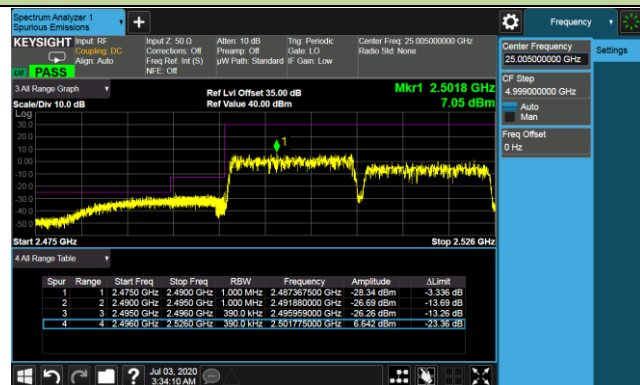 Spectrum Analyzer 1
Spurious Emissions
Frequency
KEYSIGHT
Input: RF
Coupling: DC
Align: Auto
Input Z: 50 Ω
Corrections: Off
Freq Ref: Int (S)
NFE: Off
Atten: 10 dB
Preamp: Off
µW Path: Standard
Trig: Periodic
Gate: LO
IF Gain: Low
Center Freq: 25.005000000 GHz
Radio Std: None
PASS
Center Frequency
25.005000000 GHz
Settings
CF Step
4.999000000 GHz
Auto
Man
Freq Offset
0 Hz
3 All Range Graph
Scale/Div 10.0 dB
Ref Lvl Offset 35.00 dB
Ref Value 40.00 dBm
Mkr1 2.5018 GHz
7.05 dBm
Log
30.0
20.0
10.0
0.00
-10.0
-20.0
-30.0
-40.0
-50.0
1
Start 2.475 GHz
Stop 2.526 GHz
4 All Range Table
Spur Range Start Freq Stop Freq RBW Frequency Amplitude ΔLimit
1 1 2.4750 GHz 2.4900 GHz 1.000 MHz 2.487367500 GHz -28.34 dBm -3.336 dB
2 2 2.4900 GHz 2.4950 GHz 1.000 MHz 2.491880000 GHz -26.69 dBm -13.69 dB
3 3 2.4950 GHz 2.4960 GHz 390.0 kHz 2.495959000 GHz -26.26 dBm -13.26 dB
4 4 2.4960 GHz 2.5260 GHz 390.0 kHz 2.501775000 GHz 6.642 dBm -23.36 dB
Jul 03, 2020
3:34:10 AM